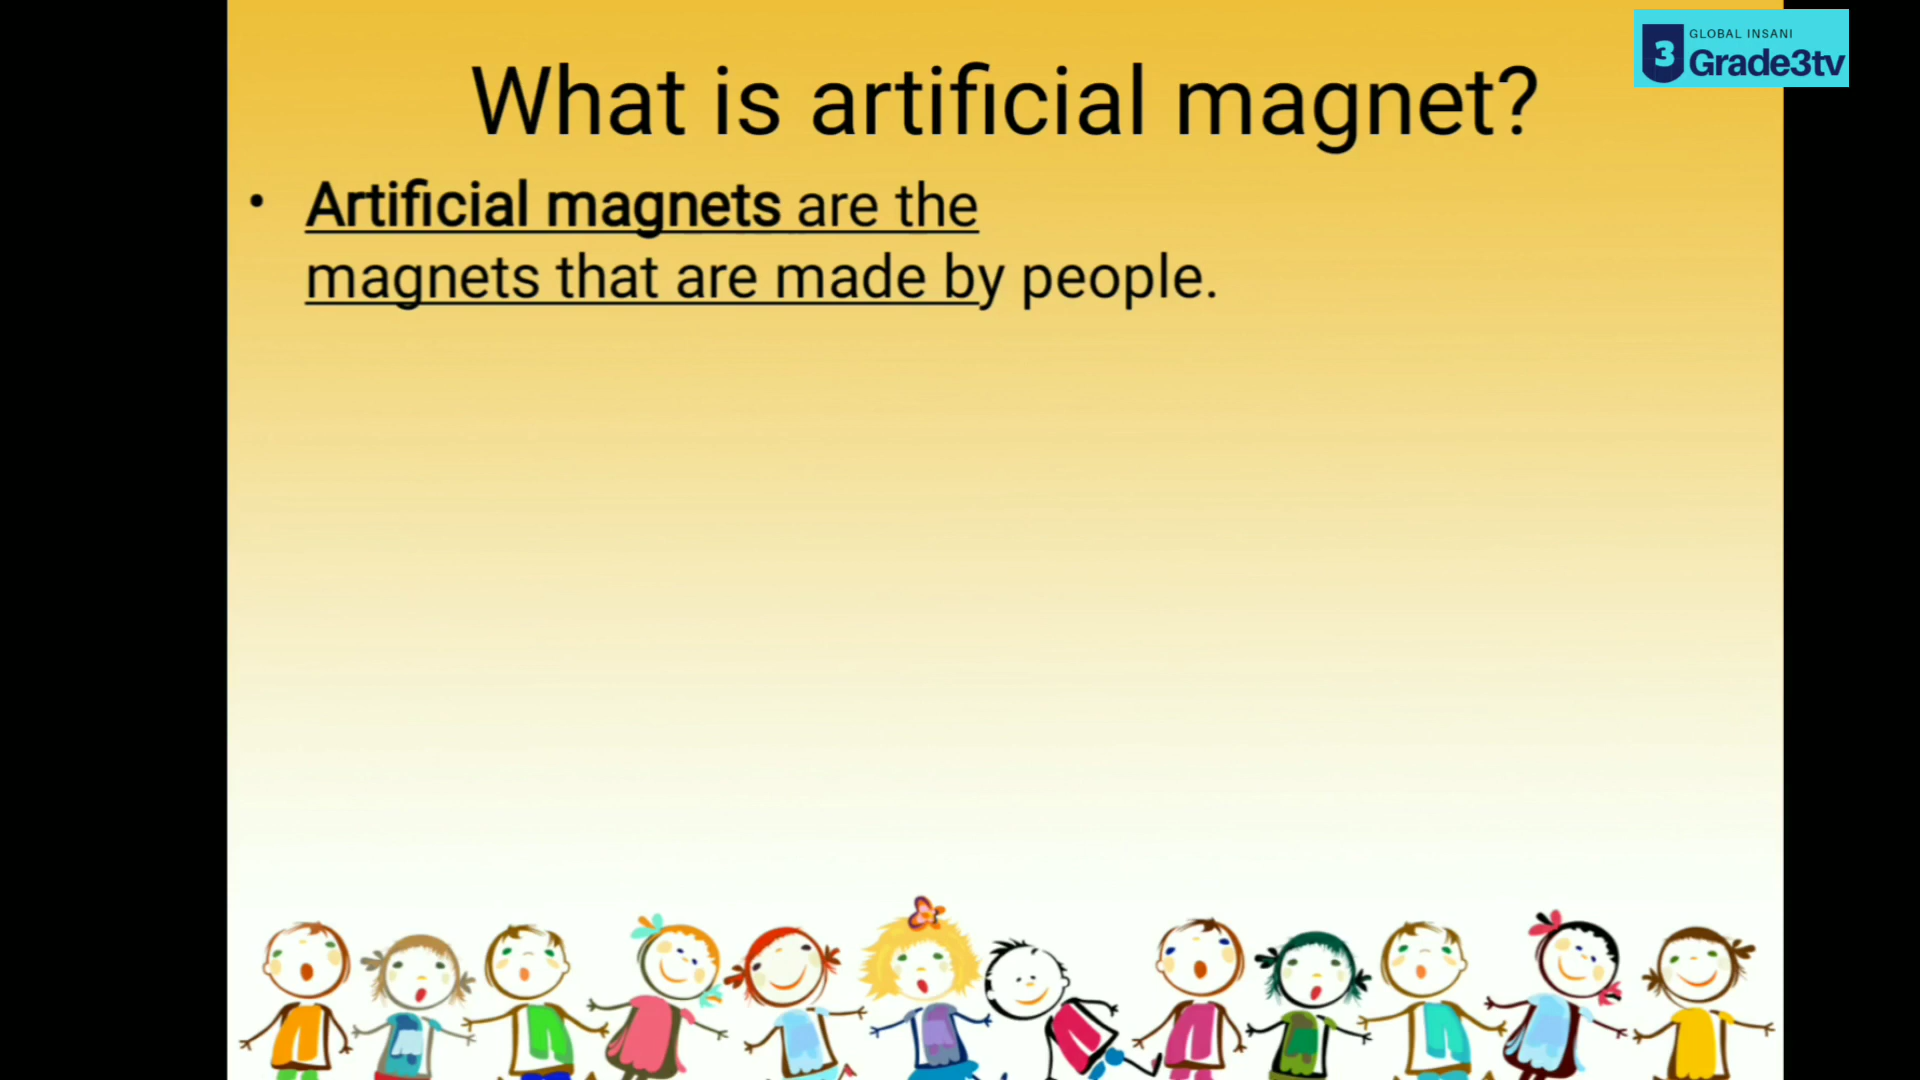 What is artificial magnet?
• Artificial magnets are the
magnets that are made by people.
3
GLOBAL INSANI
Grade3tv